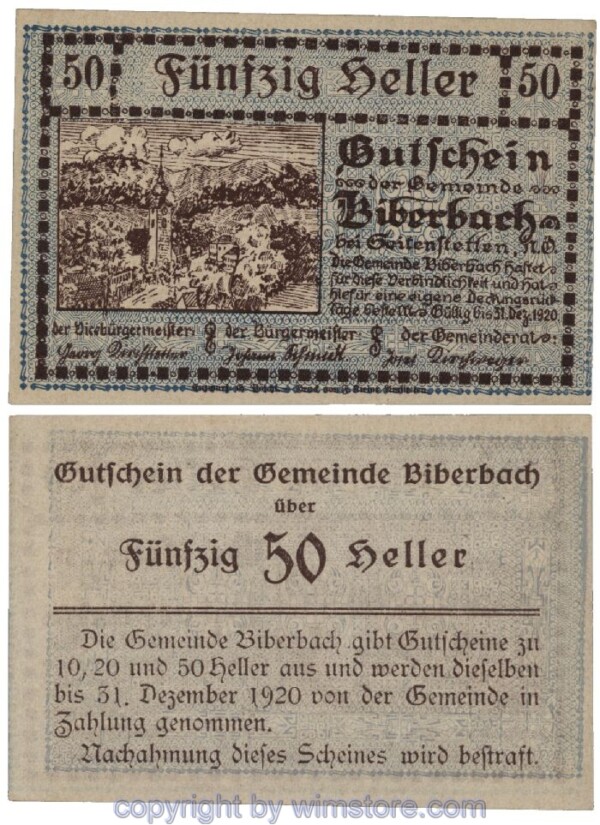 50 Fünfzig Heller 50
Gutschein
der Gemeinde
Biberbach
bei Seitenstetten, N.Ö.
Die Gemeinde Biberbach haftet
für diese Verbindlichkeit und hat
hiefür eine eigene Deckungsrück-
lage bestellt. Gültig bis 31. Dez. 1920.
der Vicebürgermeister: der Bürgermeister: der Gemeinderat:
Georg Johann Schmidt
Gutschein der Gemeinde Biberbach
über
Fünfzig 50 Heller
Die Gemeinde Biberbach gibt Gutscheine zu
10, 20 und 50 Heller aus und werden dieselben
bis 31. Dezember 1920 von der Gemeinde in
Zahlung genommen.
Nachahmung dieses Scheines wird bestraft.
copyright by wimstore.com